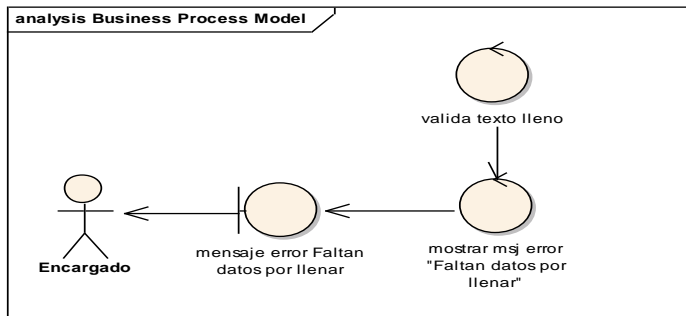 analysis Business Process Model
valida texto lleno
Encargado
mensaje error Faltan
datos por llenar
mostrar msj error
"Faltan datos por
llenar"